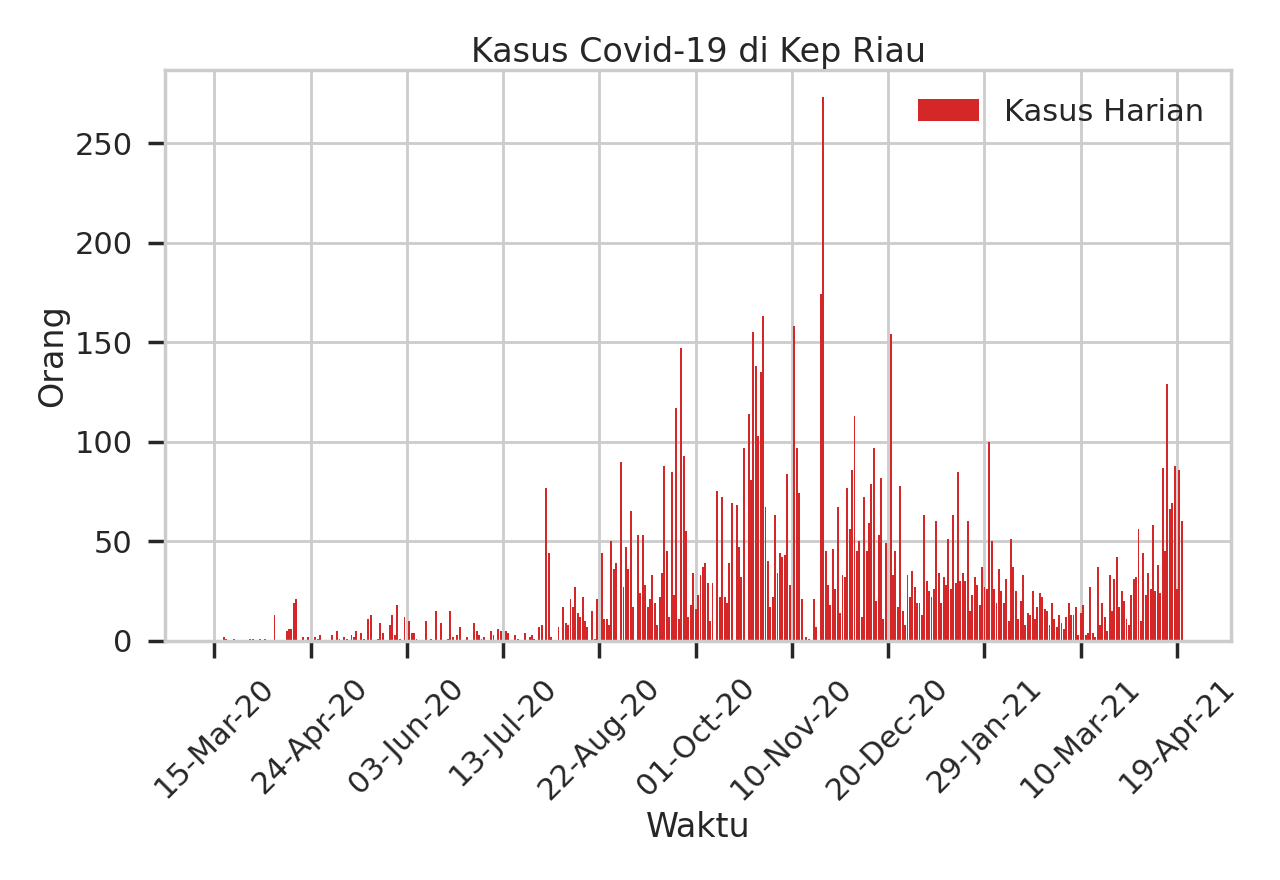 Kasus Covid-19 di Kep Riau
Kasus Harian
250
200
150
100
50
0
Orang
15-Mar-20
24-Apr-20
03-Jun-20
13-Jul-20
22-Aug-20
01-Oct-20
10-Nov-20
20-Dec-20
29-Jan-21
10-Mar-21
19-Apr-21
Waktu